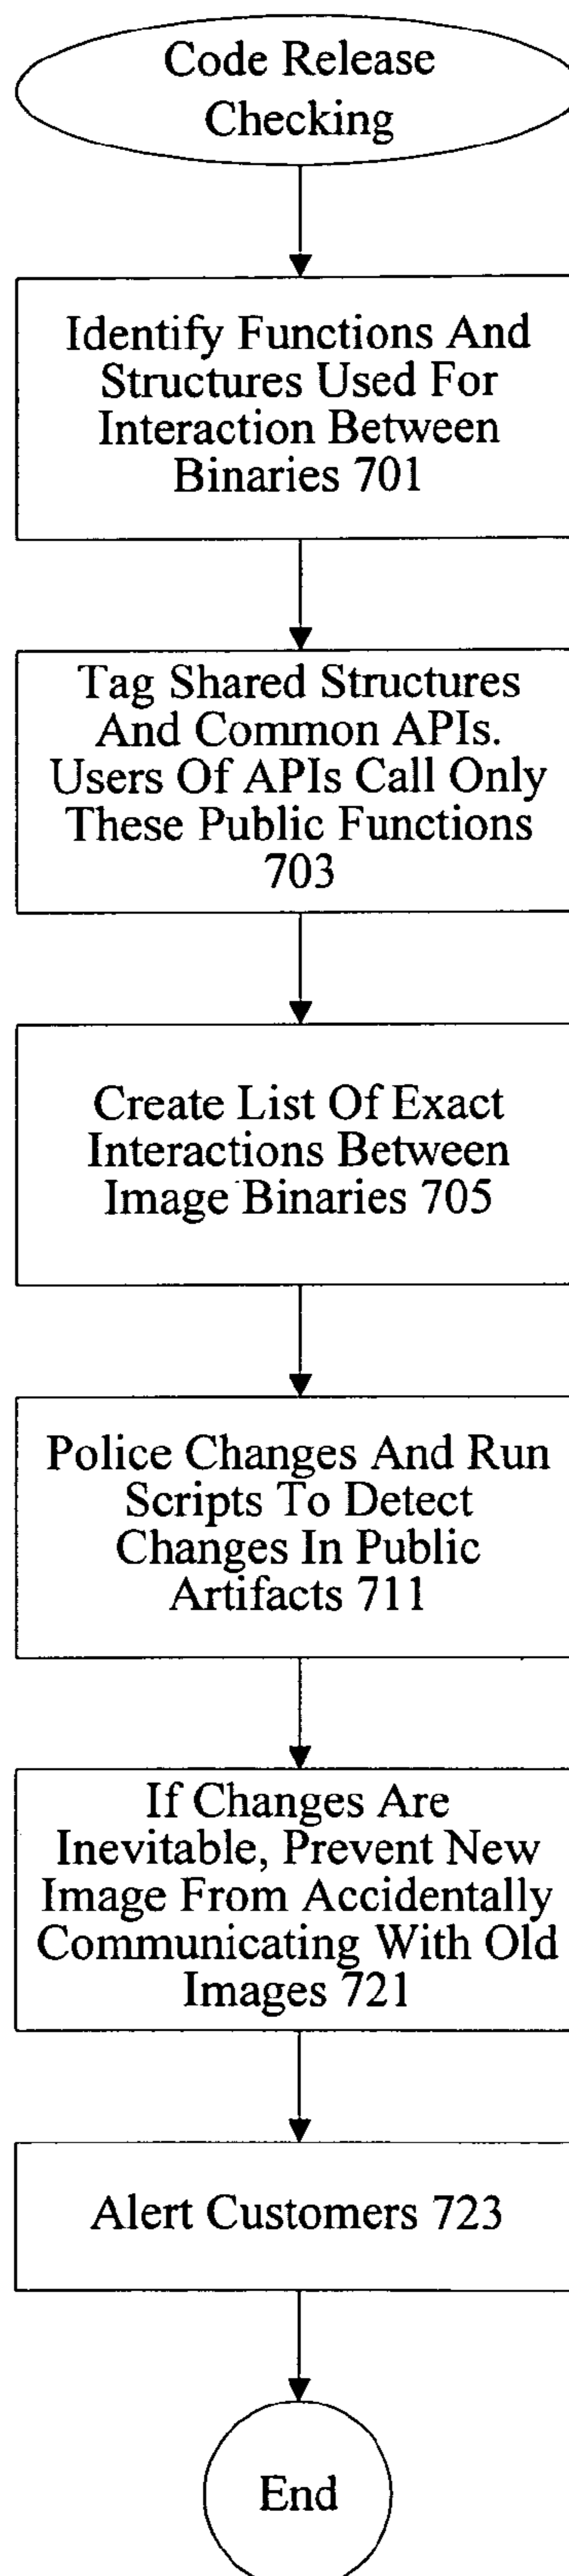 Code Release
Checking
Identify Functions And
Structures Used For
Interaction Between
Binaries 701
Tag Shared Structures
And Common APIs.
Users Of APIs Call Only
These Public Functions
703
Create List Of Exact
Interactions Between
Image Binaries 705
Police Changes And Run
Scripts To Detect
Changes In Public
Artifacts 711
If Changes Are
Inevitable, Prevent New
Image From Accidentally
Communicating With Old
Images 721
Alert Customers 723
End